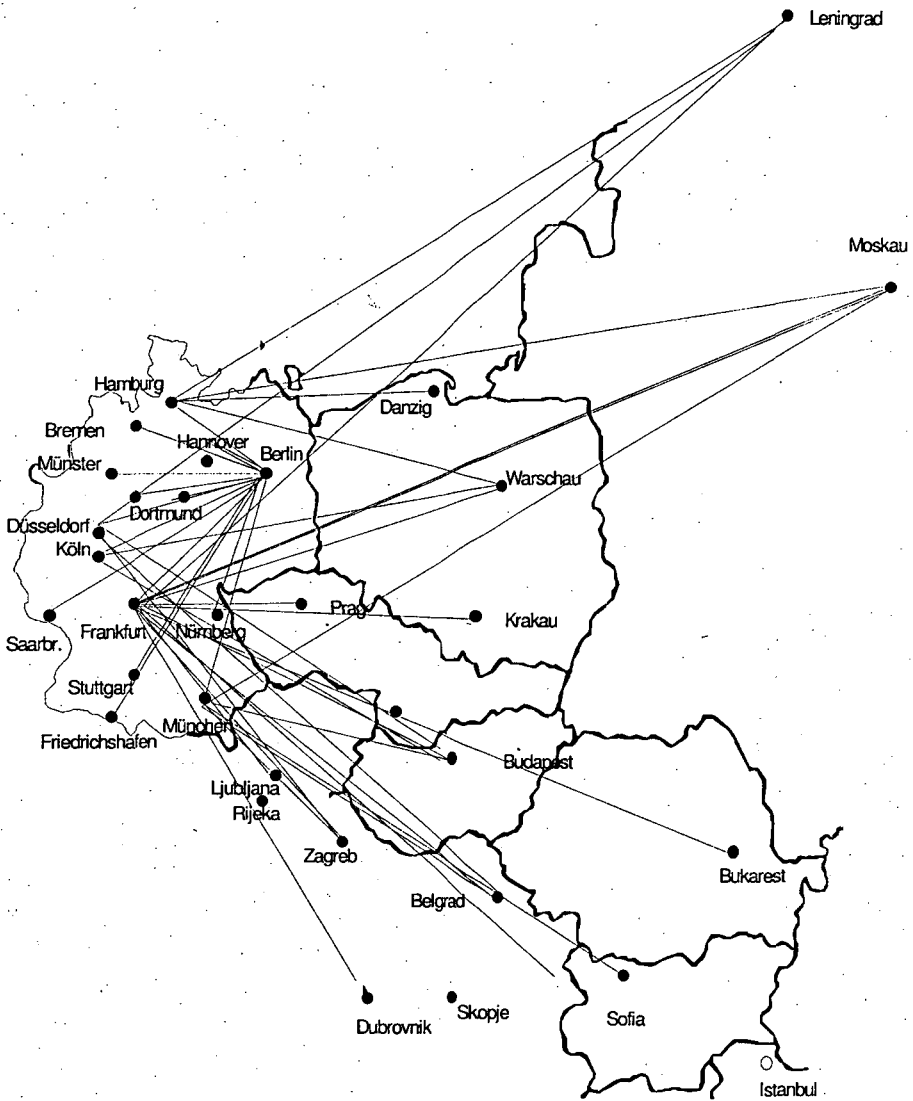 Leningrad
Moskau
Hamburg
Danzig
Bremen
Hannover
Berlin
Münster
Warschau
Dortmund
Düsseldorf
Köln
Prag
Krakau
Saarbr.
Frankfurt
Nürnberg
Stuttgart
München
Friedrichshafen
Budapest
Ljubljana
Rijeka
Zagreb
Bukarest
Belgrad
Skopje
Dubrovnik
Sofia
Istanbul